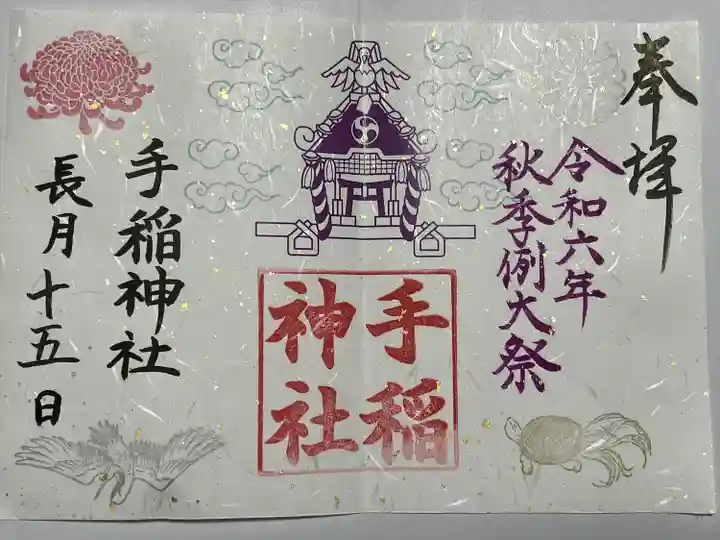 奉拝
令和六年
秋季例大祭
手稲
神社
手稲神社
長月十五日